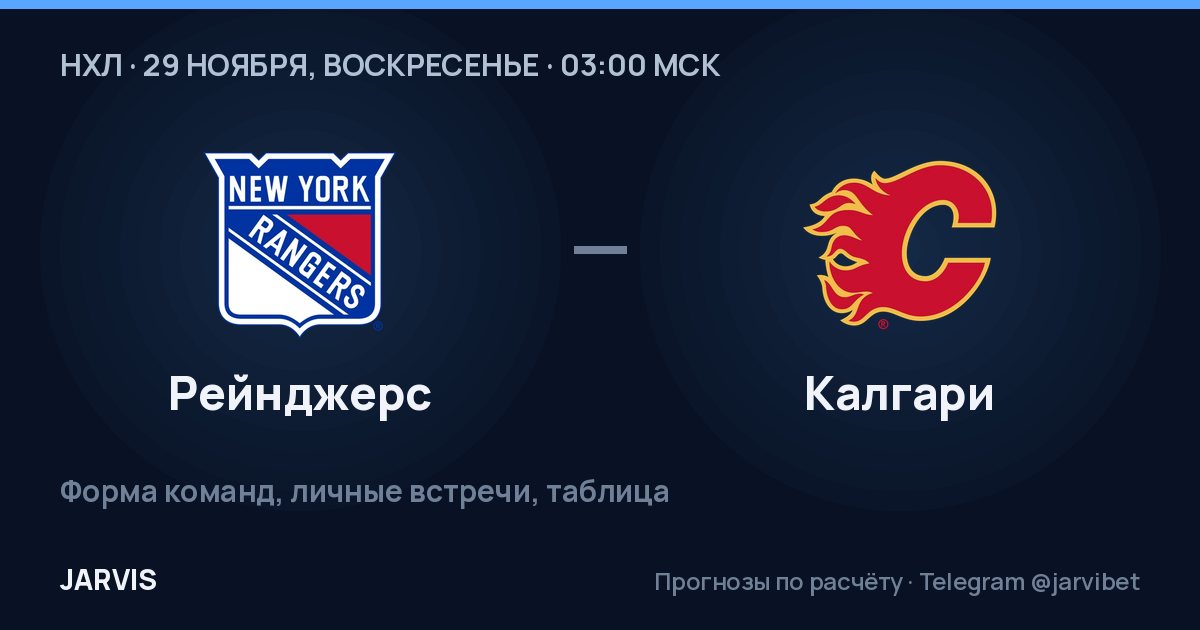 НХЛ · 29 НОЯБРЯ, ВОСКРЕСЕНЬЕ · 03:00 МСК
NEW YORK
RANGERS
®
C
®
Рейнджерс
—
Калгари
Форма команд, личные встречи, таблица
JARVIS
Прогнозы по расчёту · Telegram @jarvibet